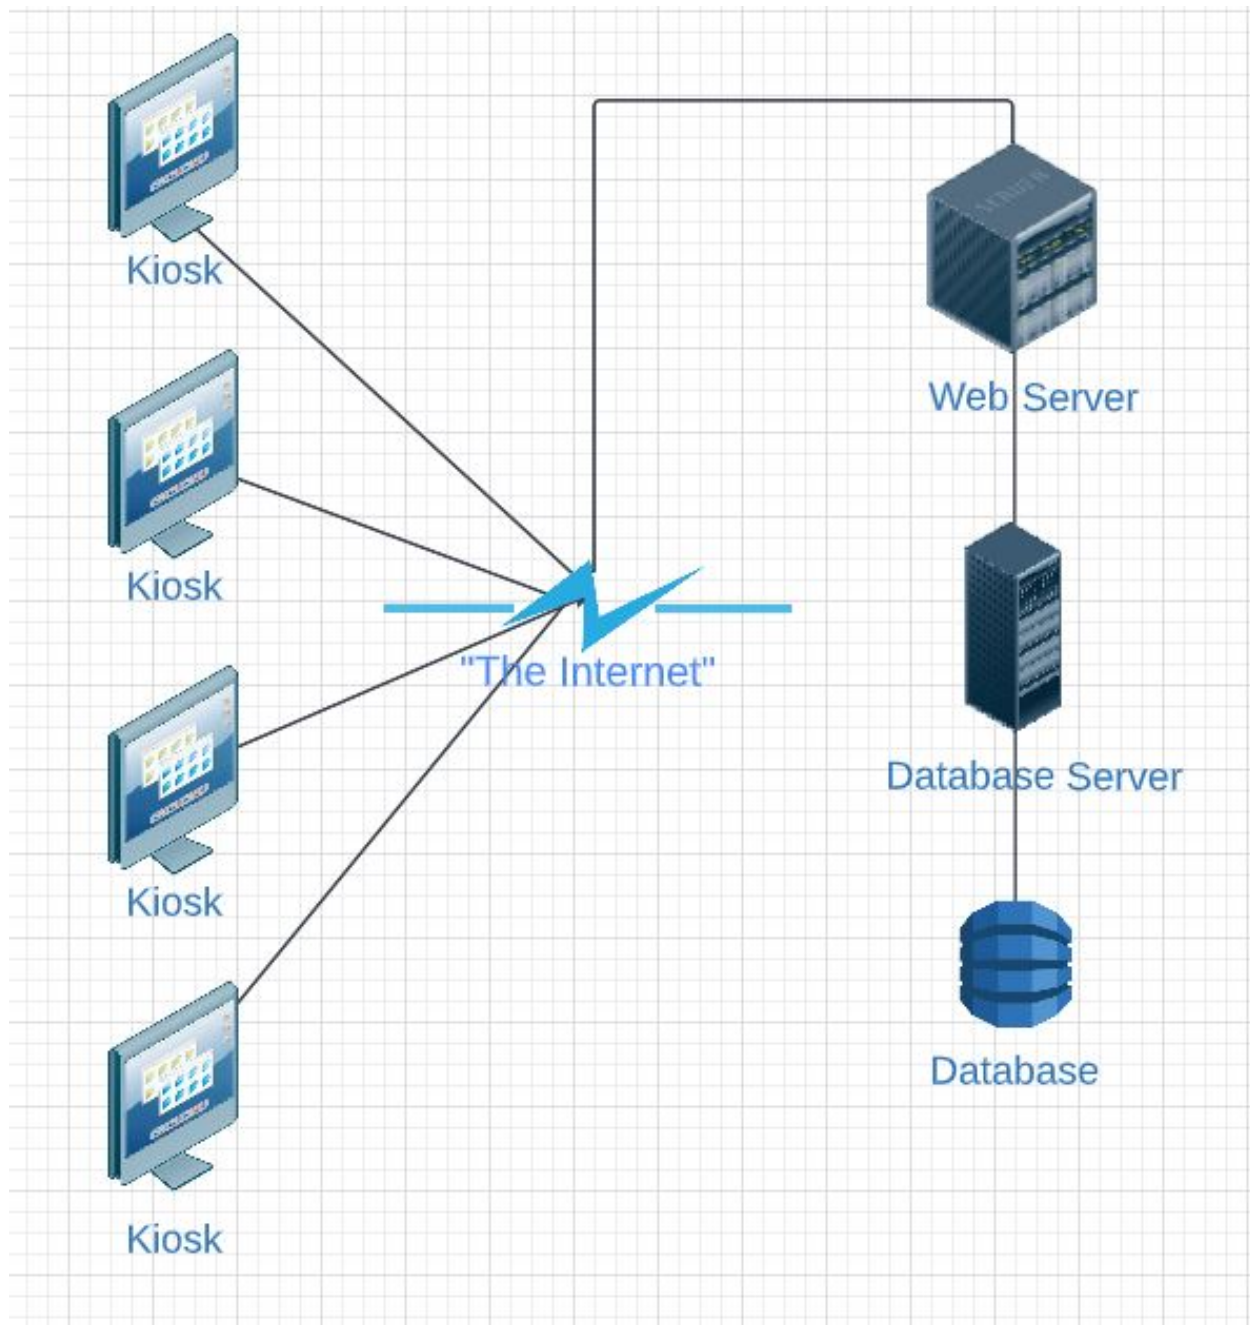 Kiosk
Kiosk
Kiosk
Kiosk
"The Internet"
Web Server
Database Server
Database